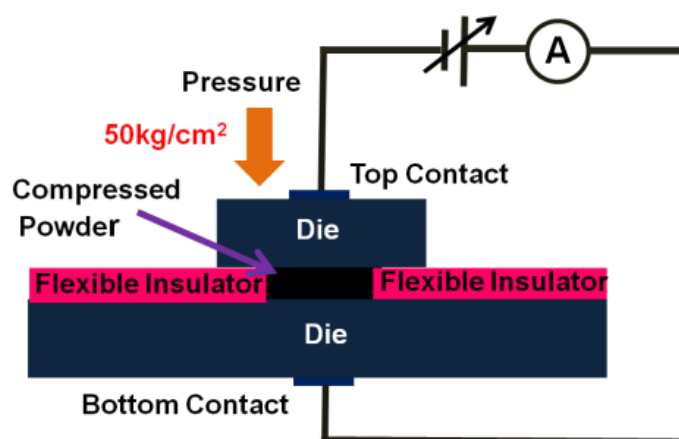 A
Pressure
50kg/cm²
Top Contact
Compressed
Powder
Die
Flexible Insulator
Flexible Insulator
Die
Bottom Contact